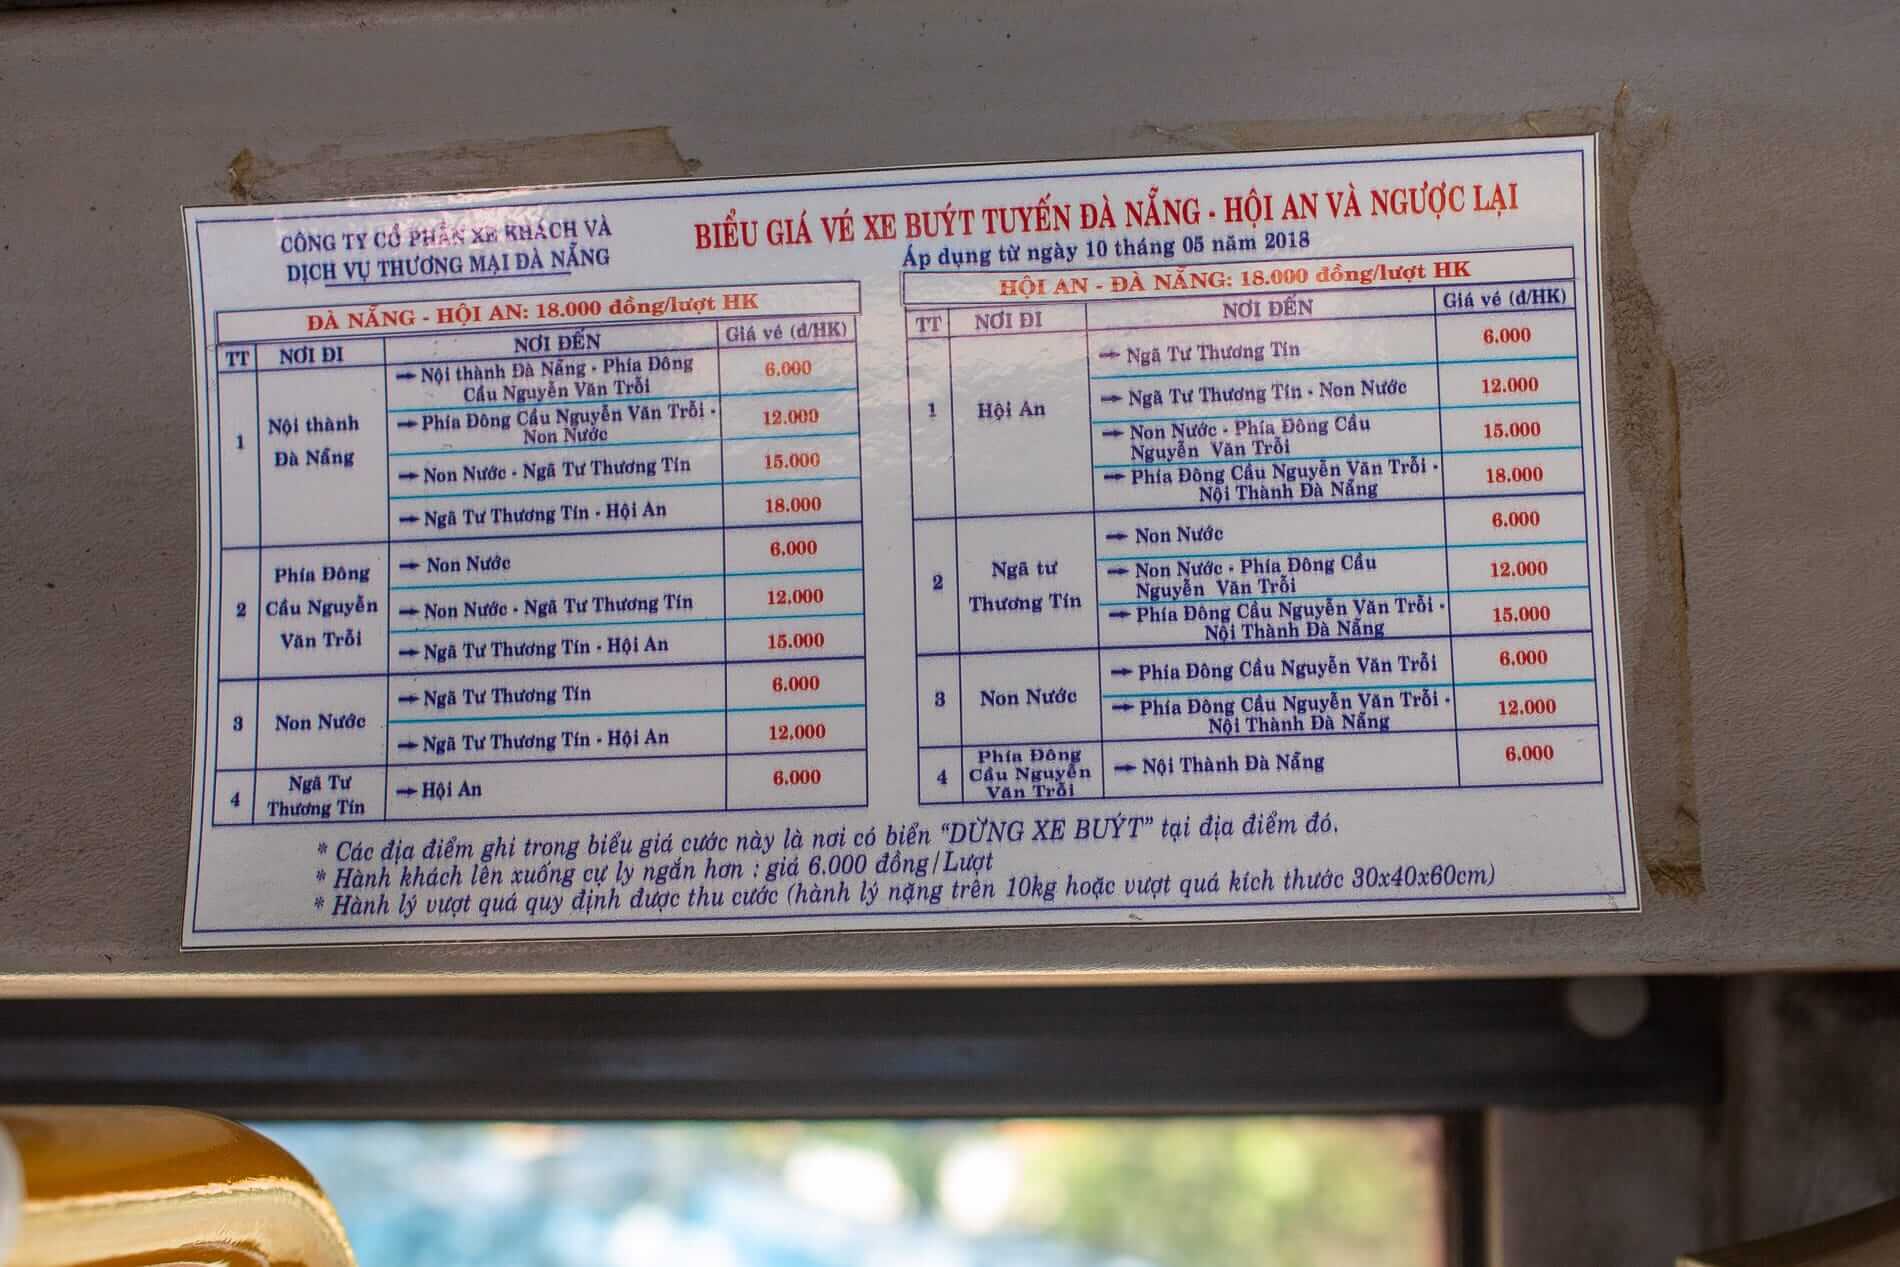 CÔNG TY CỔ PHẦN XE KHÁCH VÀ
DỊCH VỤ THƯƠNG MẠI ĐÀ NẴNG
BIỂU GIÁ VÉ XE BUÝT TUYẾN ĐÀ NẴNG - HỘI AN VÀ NGƯỢC LẠI
Áp dụng từ ngày 10 tháng 05 năm 2018
ĐÀ NẴNG - HỘI AN: 18.000 đồng/lượt HK
TT NƠI ĐI NƠI ĐẾN Giá vé (đ/HK)
1
Nội thành
Đà Nẵng
→ Nội thành Đà Nẵng - Phía Đông
Cầu Nguyễn Văn Trỗi
6.000
→ Phía Đông Cầu Nguyễn Văn Trỗi -
Non Nước
12.000
→ Non Nước - Ngã Tư Thương Tín 15.000
→ Ngã Tư Thương Tín - Hội An 18.000
2
Phía Đông
Cầu Nguyễn
Văn Trỗi
→ Non Nước 6.000
→ Non Nước - Ngã Tư Thương Tín 12.000
→ Ngã Tư Thương Tín - Hội An 15.000
3
Non Nước
→ Ngã Tư Thương Tín 6.000
→ Ngã Tư Thương Tín - Hội An 12.000
4
Ngã Tư
Thương Tín
→ Hội An 6.000
HỘI AN - ĐÀ NẴNG: 18.000 đồng/lượt HK
TT NƠI ĐI NƠI ĐẾN Giá vé (đ/HK)
1
Hội An
→ Ngã Tư Thương Tín 6.000
→ Ngã Tư Thương Tín - Non Nước 12.000
→ Non Nước - Phía Đông Cầu
Nguyễn Văn Trỗi
15.000
→ Phía Đông Cầu Nguyễn Văn Trỗi -
Nội Thành Đà Nẵng
18.000
2
Ngã tư
Thương Tín
→ Non Nước 6.000
→ Non Nước - Phía Đông Cầu
Nguyễn Văn Trỗi
12.000
→ Phía Đông Cầu Nguyễn Văn Trỗi -
Nội Thành Đà Nẵng
15.000
3
Non Nước
→ Phía Đông Cầu Nguyễn Văn Trỗi 6.000
→ Phía Đông Cầu Nguyễn Văn Trỗi -
Nội Thành Đà Nẵng
12.000
4
Phía Đông
Cầu Nguyễn
Văn Trỗi
→ Nội Thành Đà Nẵng 6.000
* Các địa điểm ghi trong biểu giá cước này là nơi có biển “DỪNG XE BUÝT” tại địa điểm đó.
* Hành khách lên xuống cự ly ngắn hơn : giá 6.000 đồng/Lượt
* Hành lý vượt quá quy định được thu cước (hành lý nặng trên 10kg hoặc vượt quá kích thước 30x40x60cm)